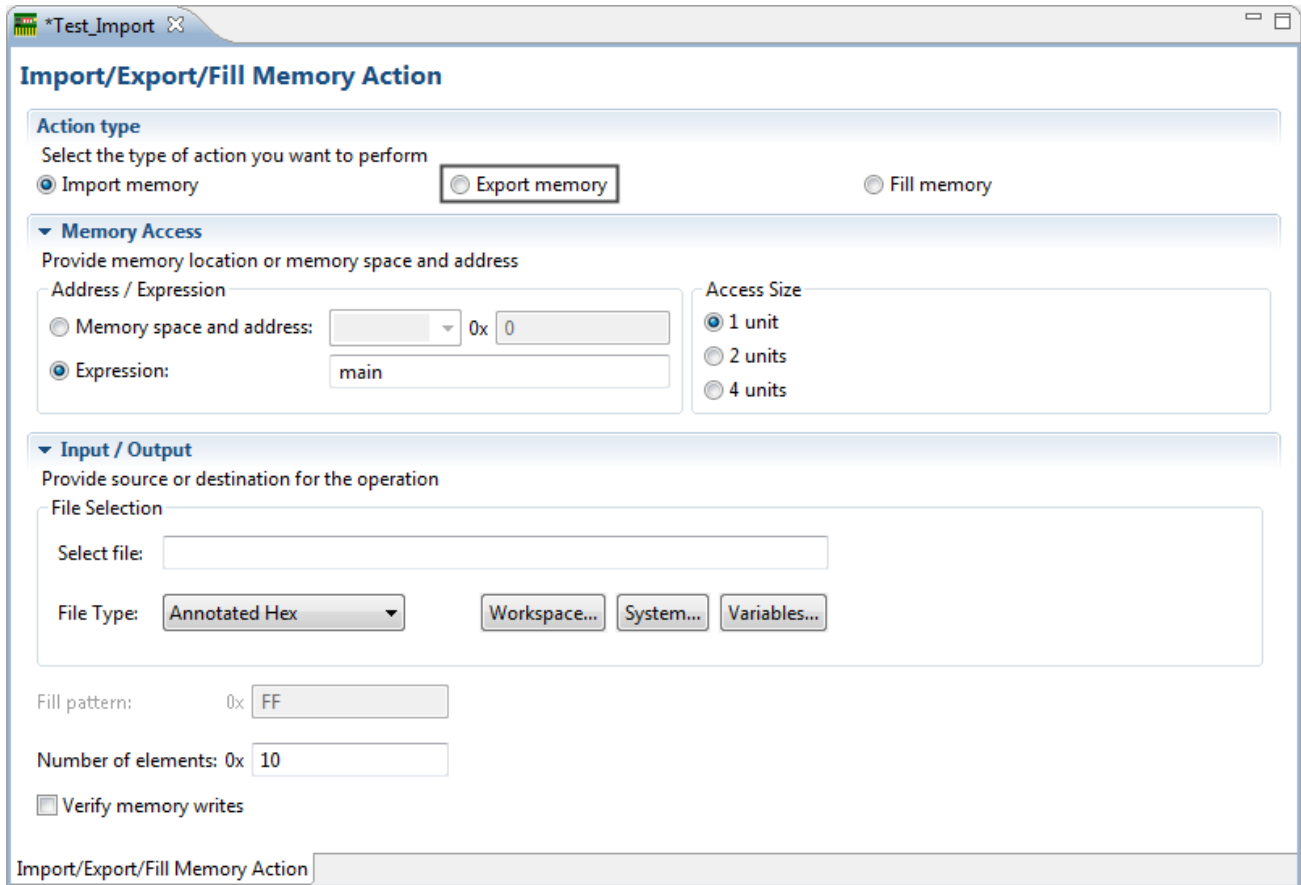 *Test_Import
Import/Export/Fill Memory Action
Action type
Select the type of action you want to perform
Import memory Export memory Fill memory
Memory Access
Provide memory location or memory space and address
Address / Expression Access Size
Memory space and address: 0x 0 1 unit
2 units
Expression: main
4 units
Input / Output
Provide source or destination for the operation
File Selection
Select file:
File Type: Annotated Hex Workspace... System... Variables...
Fill pattern: 0x FF
Number of elements: 0x 10
Verify memory writes
Import/Export/Fill Memory Action